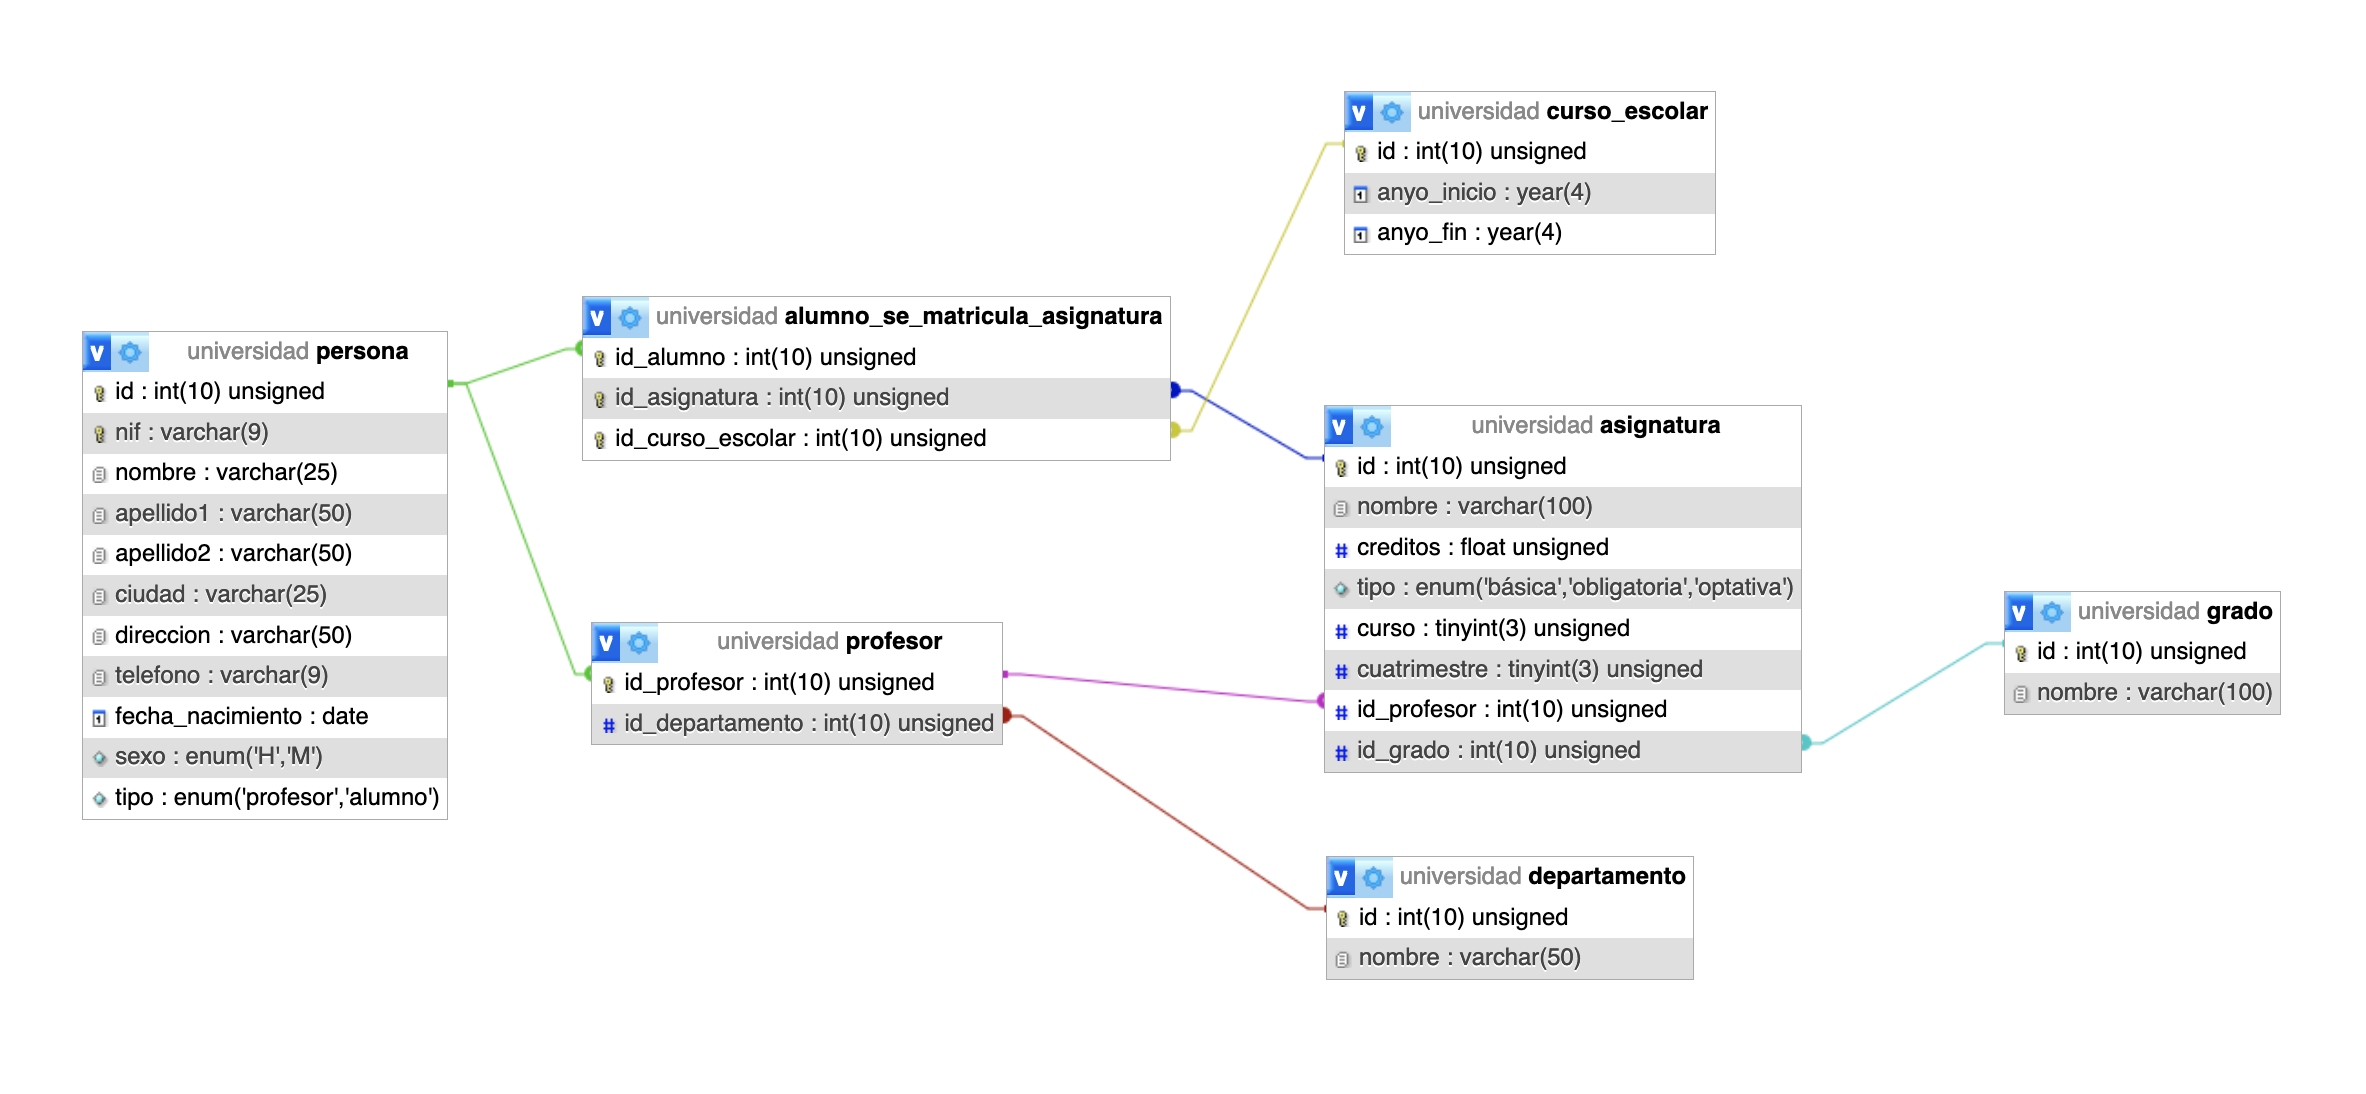 universidad curso_escolar
id : int(10) unsigned
anyo_inicio : year(4)
anyo_fin : year(4)
universidad alumno_se_matricula_asignatura
id_alumno : int(10) unsigned
id_asignatura : int(10) unsigned
id_curso_escolar : int(10) unsigned
universidad persona
id : int(10) unsigned
nif : varchar(9)
nombre : varchar(25)
apellido1 : varchar(50)
apellido2 : varchar(50)
ciudad : varchar(25)
direccion : varchar(50)
telefono : varchar(9)
fecha_nacimiento : date
sexo : enum('H','M')
tipo : enum('profesor','alumno')
universidad asignatura
id : int(10) unsigned
nombre : varchar(100)
creditos : float unsigned
tipo : enum('básica','obligatoria','optativa')
curso : tinyint(3) unsigned
cuatrimestre : tinyint(3) unsigned
id_profesor : int(10) unsigned
id_grado : int(10) unsigned
universidad profesor
id_profesor : int(10) unsigned
id_departamento : int(10) unsigned
universidad grado
id : int(10) unsigned
nombre : varchar(100)
universidad departamento
id : int(10) unsigned
nombre : varchar(50)